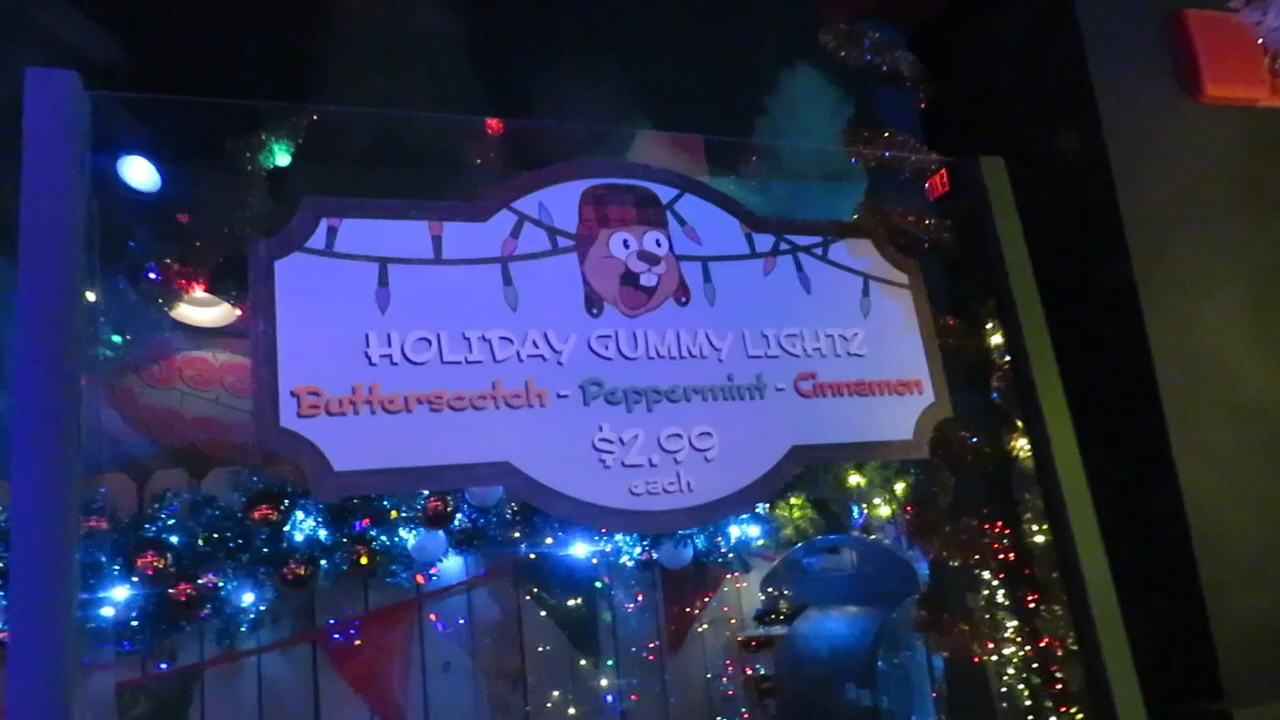 HOLIDAY GUMMY LIGHTZ
Butterscotch - Peppermint - Cinnamon
$2.99
each